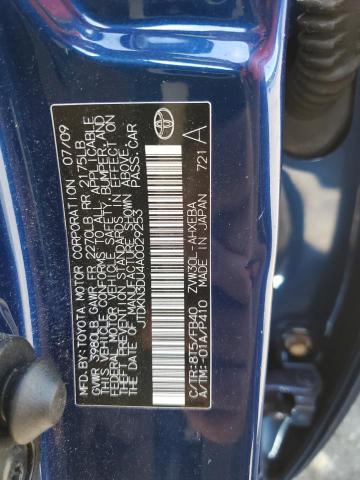 MFD.BY:TOYOTA MOTOR CORPORATION 07/09
GVWR 3980LB GAWR FR 2270LB RR 2175LB
THIS VEHICLE CONFORMS TO ALL APPLICABLE
FEDERAL MOTOR VEHICLE SAFETY, BUMPER, AND
THEFT PREVENTION STANDARDS IN EFFECT ON
THE DATE OF MANUFACTURE SHOWN ABOVE.
JTDKN3DU4A0027253 PASS.CAR
C/TR:8T5/FB40 ZVW30L-AHXEBA
A/TM:-01A/P410 MADE IN JAPAN 721 A